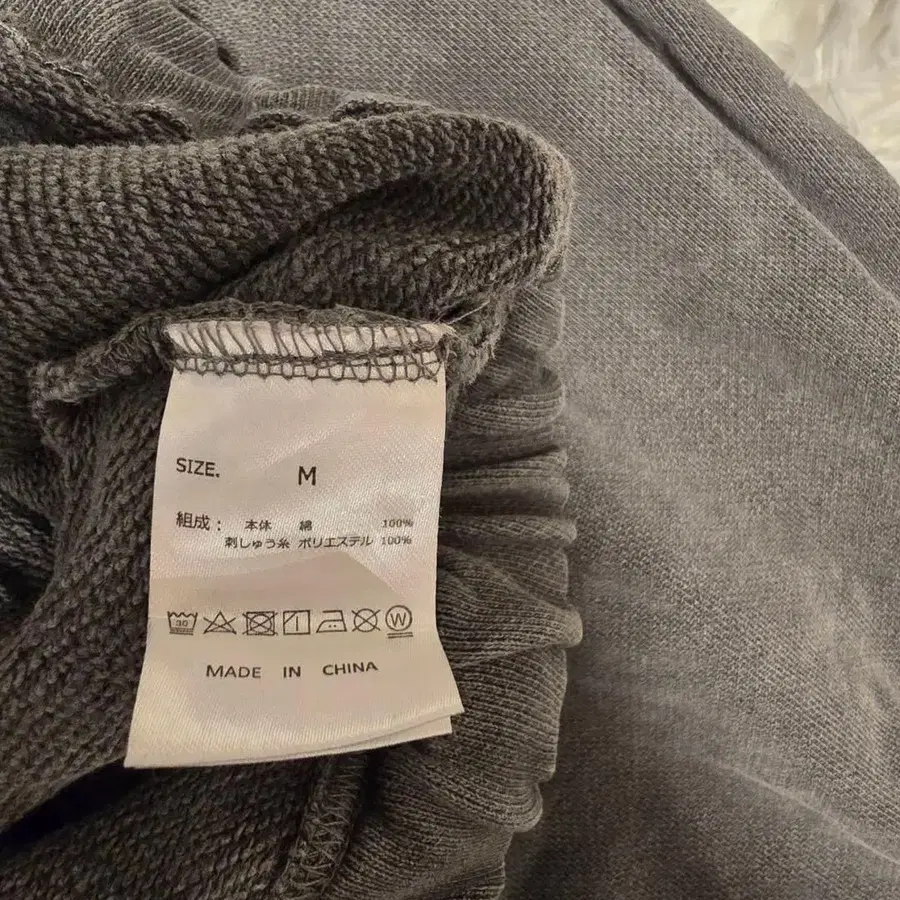 SIZE. M
組成： 本体 綿 100%
刺しゅう糸 ポリエステル 100%
30 W
MADE IN CHINA